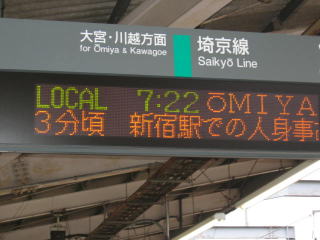 大宮・川越方面
for Ōmiya & Kawagoe
埼京線
Saikyō Line
LOCAL 7:22 ŌMIYA
3分頃 新宿駅での人身事